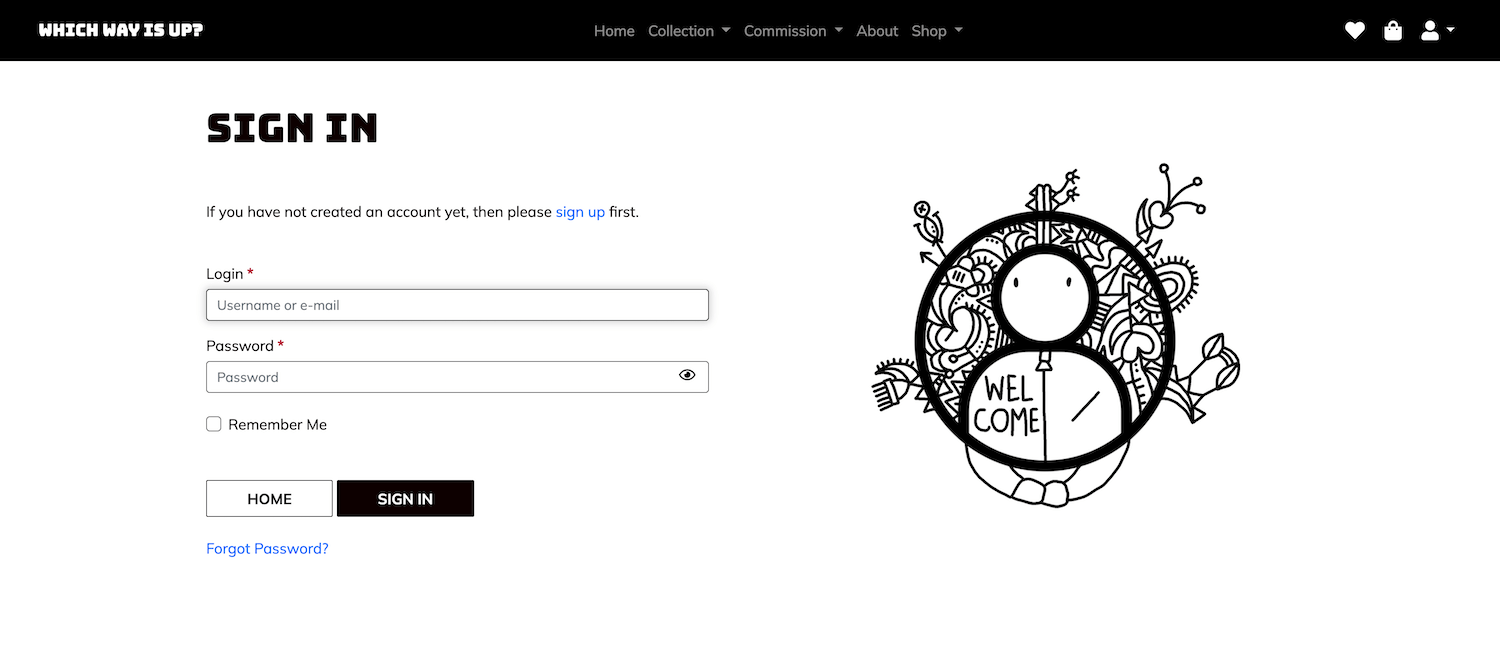 WHICH WAY IS UP?
Home Collection Commission About Shop
SIGN IN
If you have not created an account yet, then please sign up first.
Login *
Username or e-mail
Password *
Password
Remember Me
HOME SIGN IN
Forgot Password?
WEL
COME